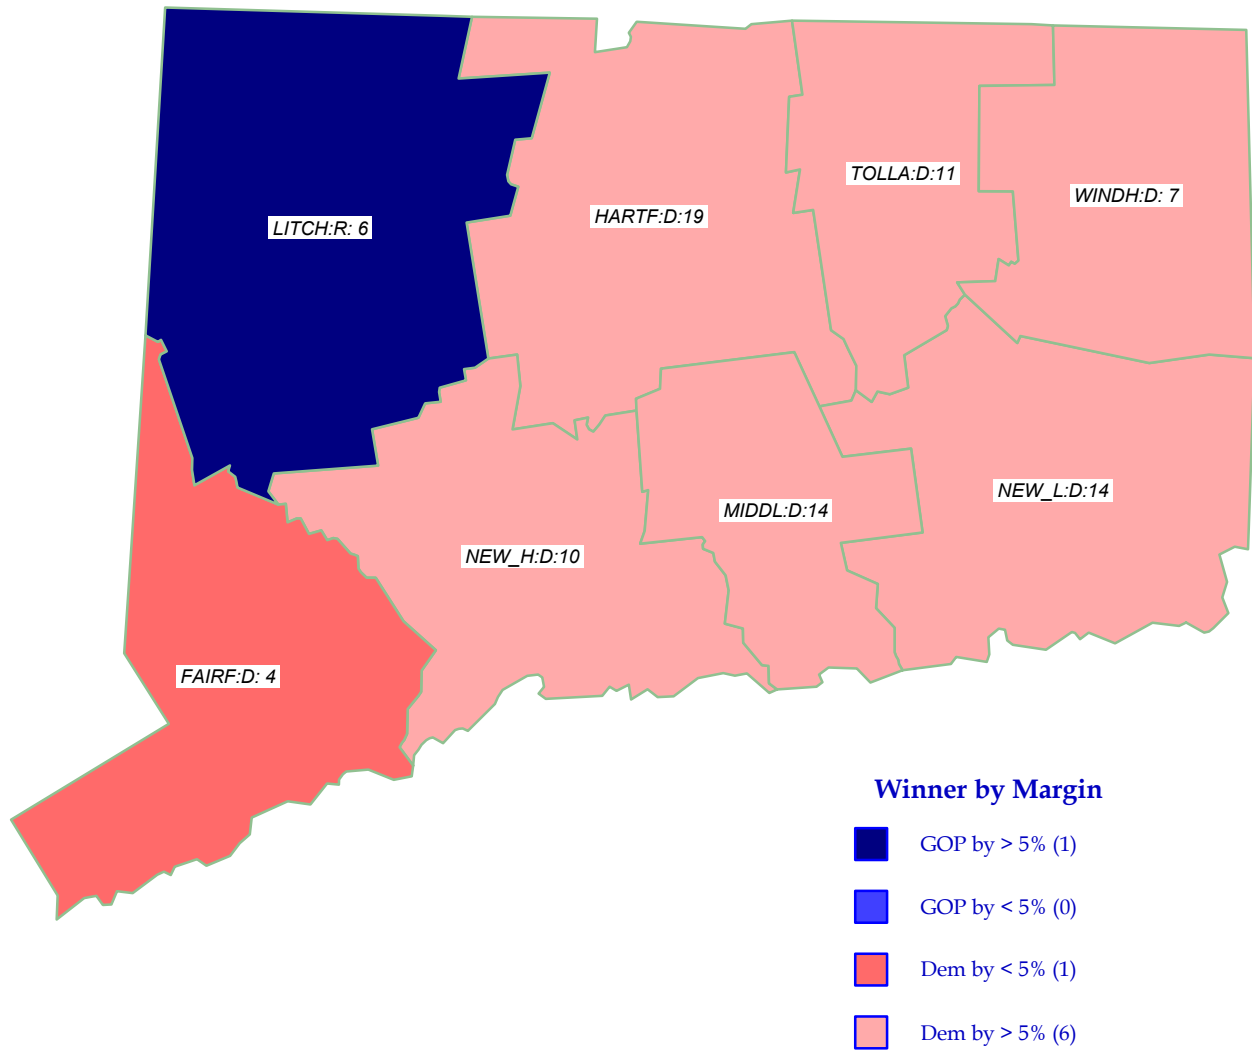 TOLLA:D:11
WINDH:D: 7
HARTF:D:19
LITCH:R: 6
NEW_L:D:14
MIDDL:D:14
NEW_H:D:10
FAIRF:D: 4
Winner by Margin
GOP by > 5% (1)
GOP by < 5% (0)
Dem by < 5% (1)
Dem by > 5% (6)